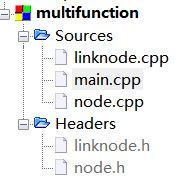 multifunction
Sources
linknode.cpp
main.cpp
node.cpp
Headers
linknode.h
node.h